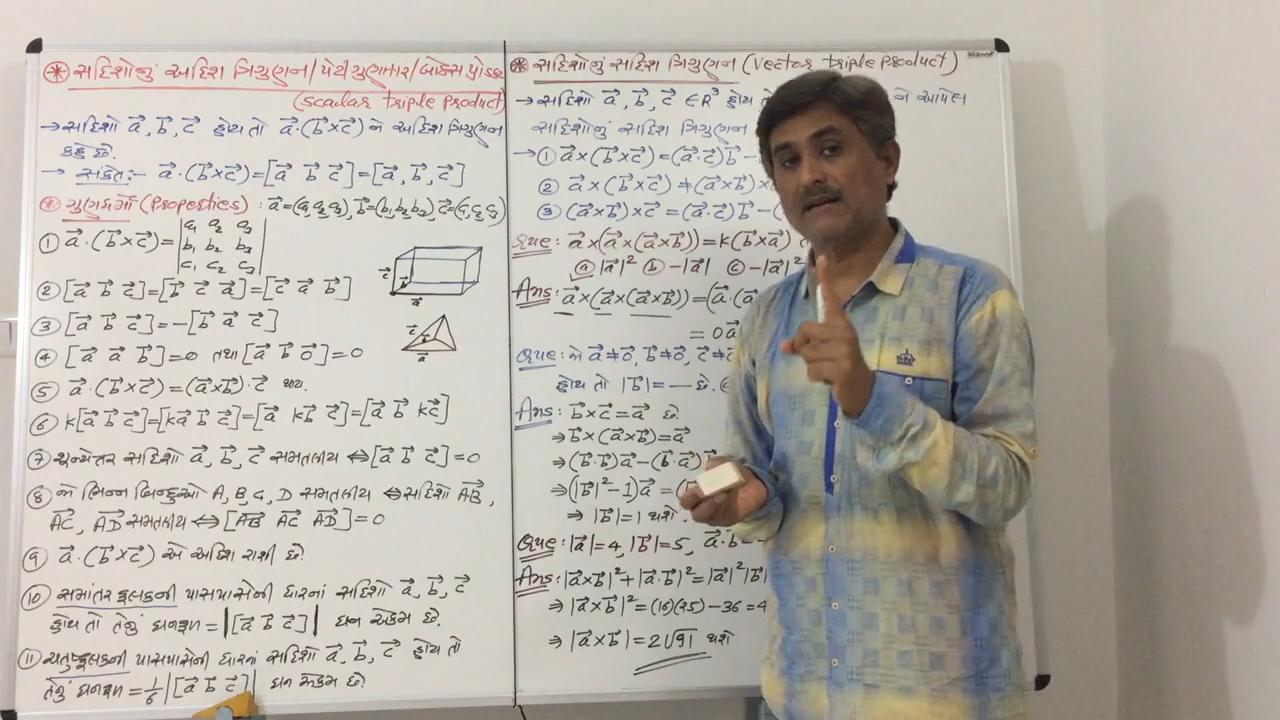 ⊛ સદિશોનું અદિશ ત્રિગુણન/પેટીગુણાકાર/બોક્સ પ્રોડક્ટ
(Scalar triple product)
→ સદિશો a⃗, b⃗, c⃗ હોય તો a⃗·(b⃗×c⃗) ને અદિશ ત્રિગુણન
કહે છે.
→ સંકેત:- a⃗·(b⃗×c⃗)=[a⃗ b⃗ c⃗]=[a⃗, b⃗, c⃗]
⊛ ગુણધર્મો (Properties) : a⃗=(a₁ a₂ a₃), b⃗=(b₁, b₂ b₃), c⃗=(c₁, c₂ c₃)
① a⃗·(b⃗×c⃗)= | a₁ a₂ a₃ |
| b₁ b₂ b₃ |
| c₁ c₂ c₃ |
② [a⃗ b⃗ c⃗]=[b⃗ c⃗ a⃗]=[c⃗ a⃗ b⃗]
c⃗ b⃗
a⃗
③ [a⃗ b⃗ c⃗]=-[b⃗ a⃗ c⃗]
④ [a⃗ a⃗ b⃗]=0 તથા [a⃗ b⃗ 0⃗]=0
c⃗ b⃗
a⃗
⑤ a⃗·(b⃗×c⃗)=(a⃗×b⃗)·c⃗ થાય.
⑥ k[a⃗ b⃗ c⃗]=[ka⃗ b⃗ c⃗]=[a⃗ kb⃗ c⃗]=[a⃗ b⃗ kc⃗]
⑦ શૂન્યેતર સદિશો a⃗, b⃗, c⃗ સમતલીય ⇔[a⃗ b⃗ c⃗]=0
⑧ જો ભિન્ન બિન્દુઓ A, B, C, D સમતલીય ⇔ સદિશો AB⃗,
AC⃗, AD⃗ સમતલીય ⇔ [AB⃗ AC⃗ AD⃗]=0
⑨ a⃗·(b⃗×c⃗) એ અદિશ રાશી છે.
⑩ સમાંતર ફલકની પાસપાસેની ધારનાં સદિશો a⃗, b⃗, c⃗
હોય તો તેનું ઘનફળ = |[a⃗ b⃗ c⃗]| ઘન એકમ છે.
⑪ ચતુષ્ફલકની પાસપાસેની ધારનાં સદિશો a⃗, b⃗, c⃗ હોય તો
તેનું ઘનફળ = 1/6 |[a⃗ b⃗ c⃗]| ઘન એકમ છે.
⊛ સદિશોનું સદિશ ત્રિગુણન (Vector triple Product)
→ સદિશો a⃗, b⃗, c⃗ ∈R³ હોય ને આપેલ
સદિશોનું સદિશ ત્રિગુણન
→ ① a⃗×(b⃗×c⃗)=(a⃗·c⃗)b⃗-
② a⃗×(b⃗×c⃗)≠(a⃗×b⃗)×
③ (a⃗×b⃗)×c⃗=(a⃗·c⃗)b⃗-(
Que: a⃗×(a⃗×(a⃗×b⃗))=k(b⃗×a⃗)
ⓐ |a⃗|² ⓑ -|a⃗| ⓒ -|a⃗|²
Ans: a⃗×(a⃗×(a⃗×b⃗))=(a⃗·(a⃗
= 0a⃗
Que: જો a⃗≠0⃗, b⃗≠0⃗, c⃗≠
હોય તો |b⃗|= — છે.
Ans: b⃗×c⃗=a⃗ છે.
⇒ b⃗×(a⃗×b⃗)=a⃗
⇒ (b⃗·b⃗)a⃗-(b⃗·a⃗)b⃗
⇒ (|b⃗|²-1)a⃗=(
⇒ |b⃗|=1 થશે.
Que: |a⃗|=4, |b⃗|=5, a⃗·b⃗=
Ans: |a⃗×b⃗|²+|a⃗·b⃗|²=|a⃗|²|b⃗|
⇒ |a⃗×b⃗|²=(16)(25)-36=4
⇒ |a⃗×b⃗|=2√91 થશે